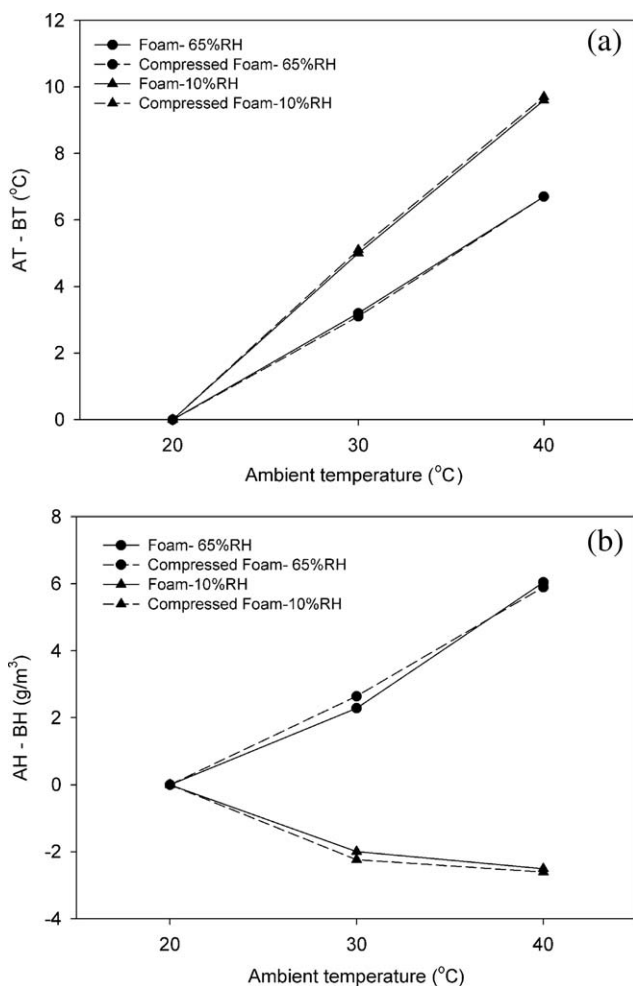 (a)
Foam- 65%RH
Compressed Foam- 65%RH
Foam-10%RH
Compressed Foam-10%RH
12
10
8
6
4
2
0
AT - BT (°C)
20 30 40
Ambient temperature (°C)
(b)
Foam- 65%RH
Compressed Foam- 65%RH
Foam-10%RH
Compressed Foam-10%RH
8
6
4
2
0
-2
-4
AH - BH (g/m³)
20 30 40
Ambient temperature (°C)